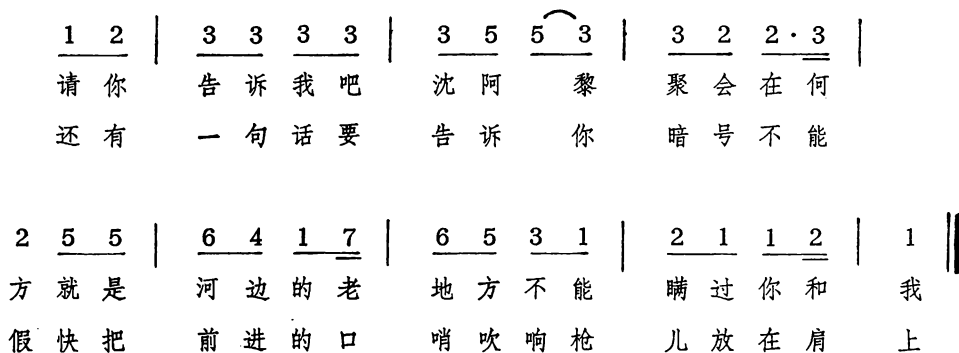 1 2 | 3 3 3 3 | 3 5 5 3 | 3 2 2·3 |
请你 告诉我吧 沈阿黎 聚会在何
还有 一句话要 告诉你 暗号不能
2 5 5 | 6 4 1 7 | 6 5 3 1 | 2 1 1 2 | 1
方就是 河边的老 地方不能 瞒过你和 我
假快把 前进的口 哨吹响枪 儿放在肩 上